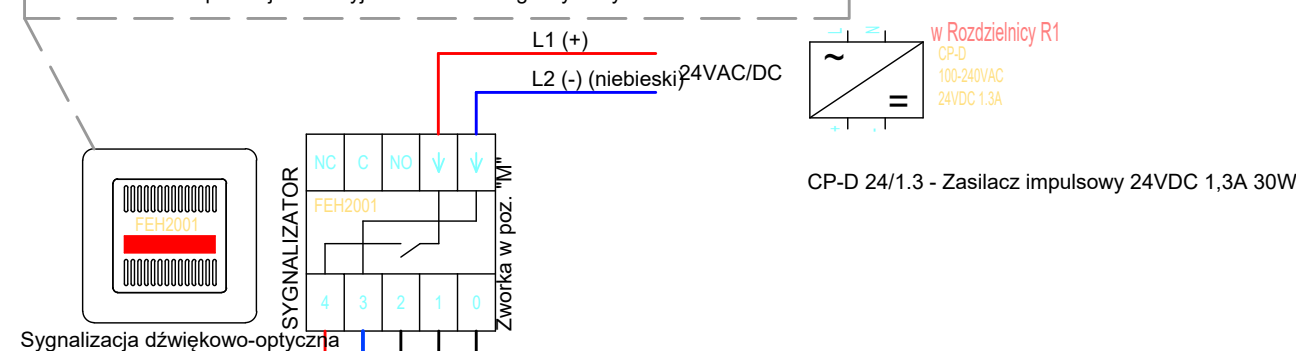 L1 (+)
L2 (-) (niebieski)
24VAC/DC
L N
~
=
+ -
w Rozdzielnicy R1
CP-D
100-240VAC
24VDC 1.3A
CP-D 24/1.3 - Zasilacz impulsowy 24VDC 1,3A 30W
FEH2001
Sygnalizacja dźwiękowo-optyczna
SYGNALIZATOR
NC C NO
FEH2001
4 3 2 1 0
Zworka w poz. "M"